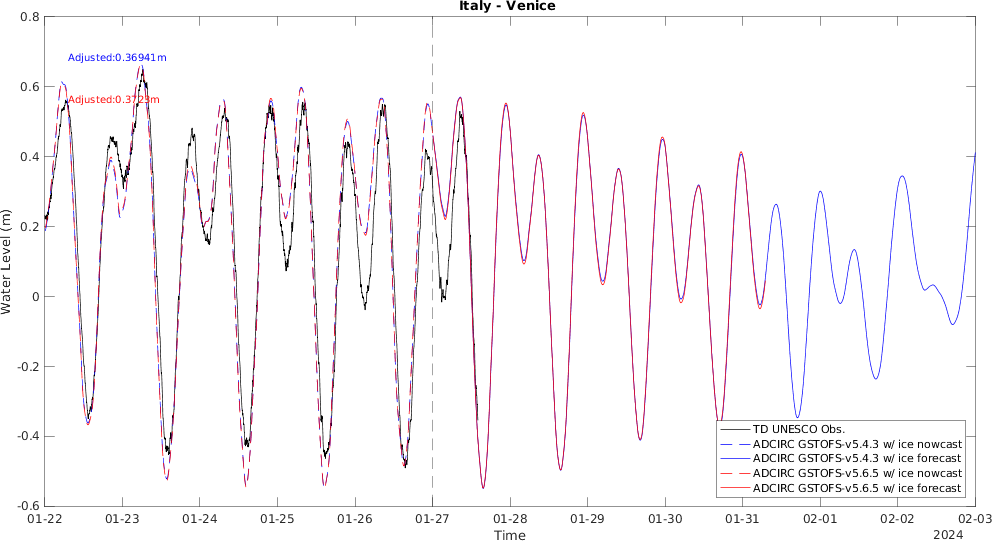 Italy - Venice
0.8
0.6
0.4
0.2
0
-0.2
-0.4
-0.6
Water Level (m)
Adjusted:0.36941m
Adjusted:0.3723m
TD UNESCO Obs.
ADCIRC GSTOFS-v5.4.3 w/ ice nowcast
ADCIRC GSTOFS-v5.4.3 w/ ice forecast
ADCIRC GSTOFS-v5.6.5 w/ ice nowcast
ADCIRC GSTOFS-v5.6.5 w/ ice forecast
01-22 01-23 01-24 01-25 01-26 01-27 01-28 01-29 01-30 01-31 02-01 02-02 02-03
Time
2024